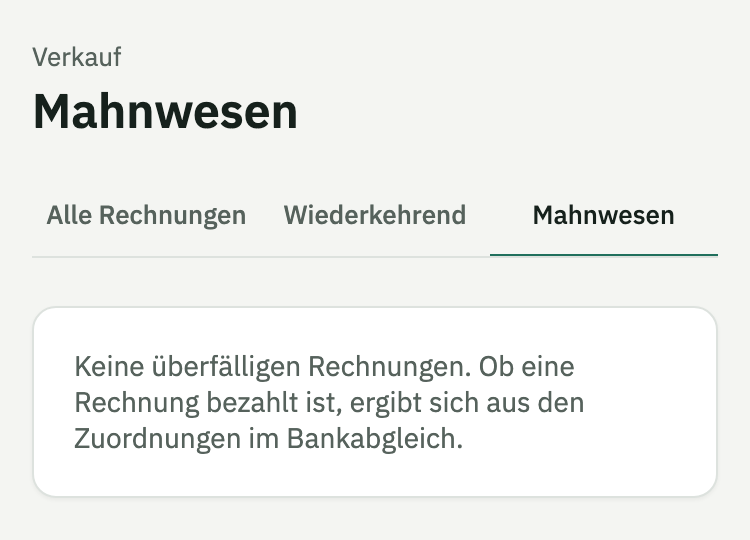 Verkauf
Mahnwesen
Alle Rechnungen Wiederkehrend Mahnwesen
Keine überfälligen Rechnungen. Ob eine
Rechnung bezahlt ist, ergibt sich aus den
Zuordnungen im Bankabgleich.